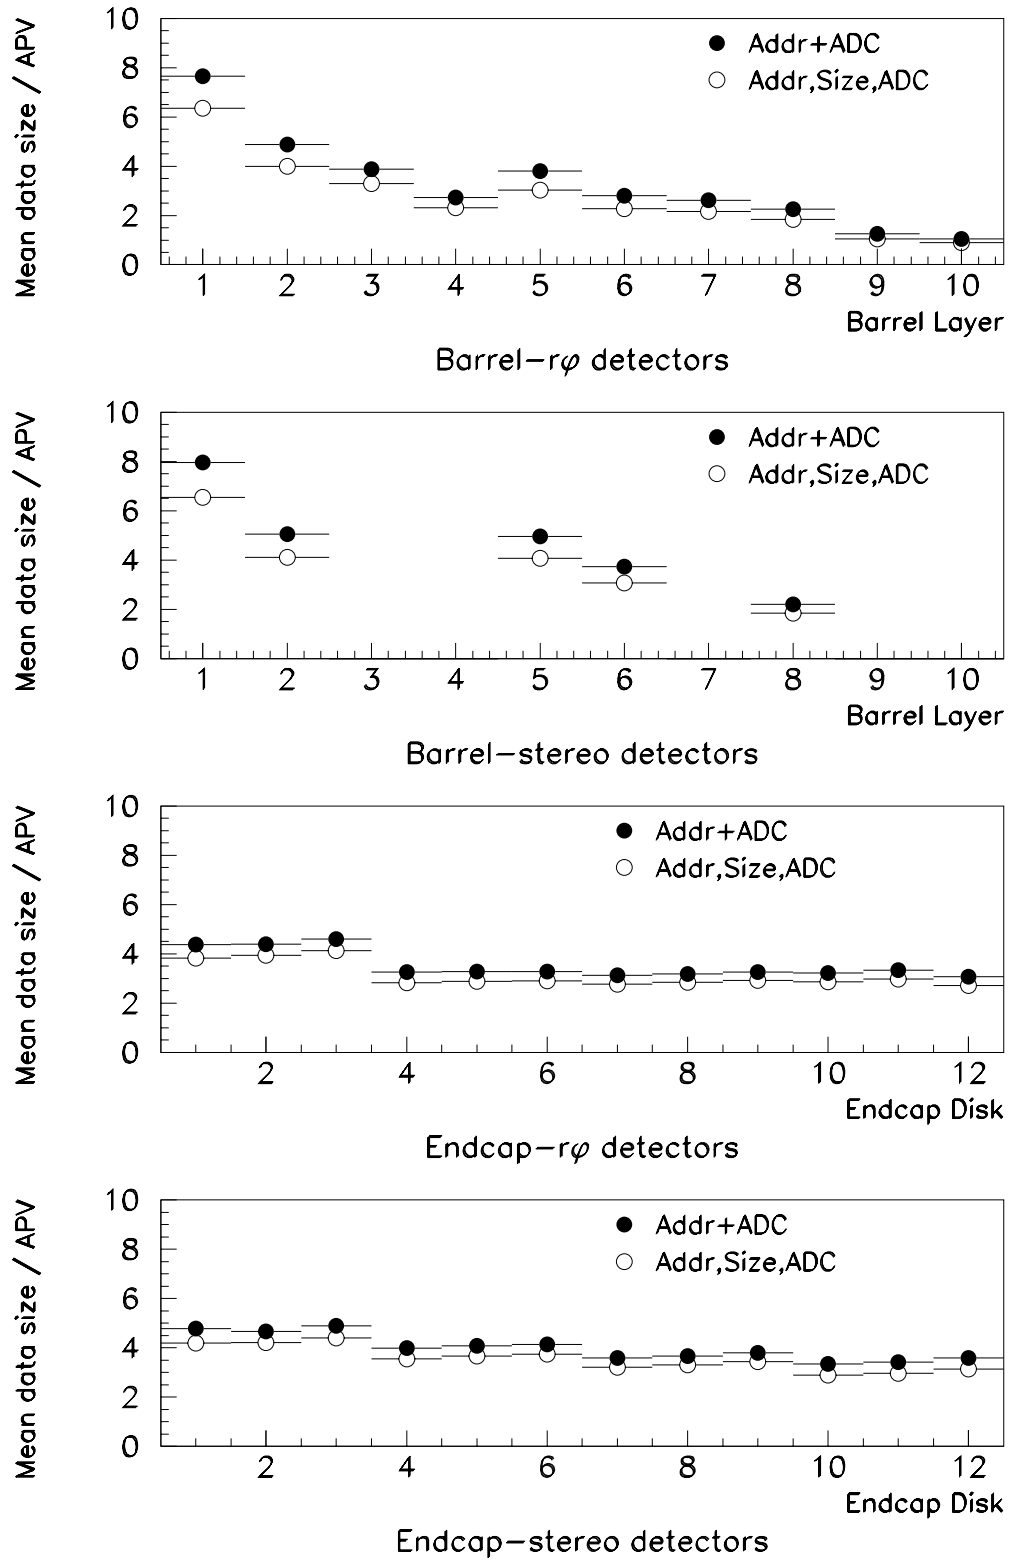 Mean data size / APV
10
8
6
4
2
0
Addr+ADC
Addr,Size,ADC
1 2 3 4 5 6 7 8 9 10
Barrel Layer
Barrel−rφ detectors
Mean data size / APV
10
8
6
4
2
0
Addr+ADC
Addr,Size,ADC
1 2 3 4 5 6 7 8 9 10
Barrel Layer
Barrel−stereo detectors
Mean data size / APV
10
8
6
4
2
0
Addr+ADC
Addr,Size,ADC
2 4 6 8 10 12
Endcap Disk
Endcap−rφ detectors
Mean data size / APV
10
8
6
4
2
0
Addr+ADC
Addr,Size,ADC
2 4 6 8 10 12
Endcap Disk
Endcap−stereo detectors